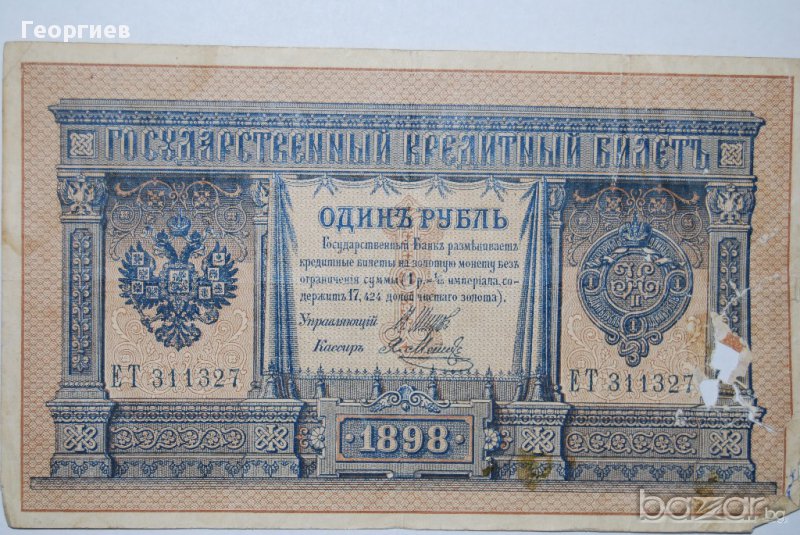 Георгиев
ГОСУДАРСТВЕННЫЙ КРЕДИТНЫЙ БИЛЕТЪ
ОДИНЪ РУБЛЬ
Государственный Банкъ размѣниваетъ
кредитные билеты на золотую монету безъ
ограниченія суммы (1 р.= 1/15 имперіала, со-
держитъ 17,424 долей чистаго золота).
Управляющій
Кассиръ
ЕТ 311327
ЕТ 311327
1898
bazar.bg